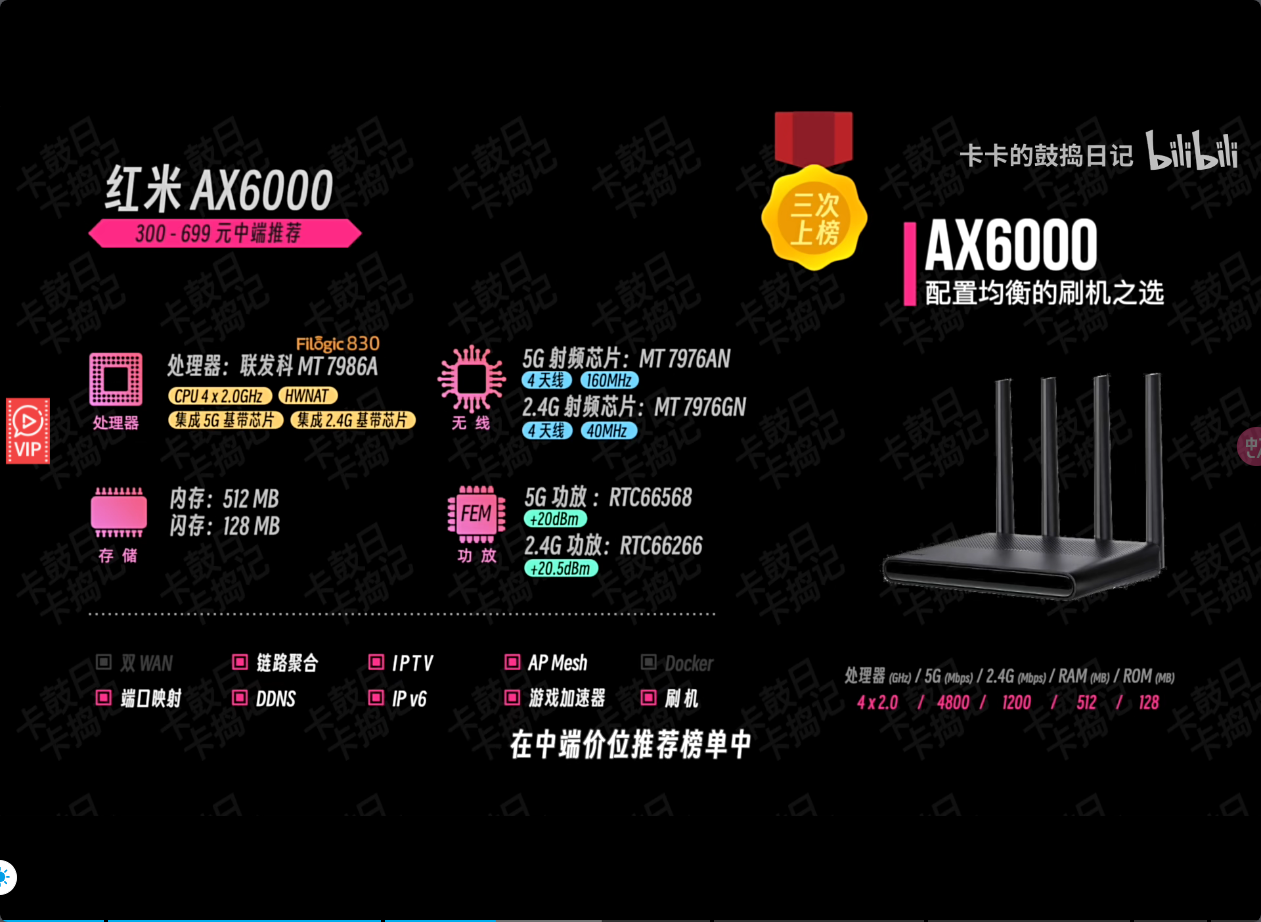 卡卡的鼓捣日记 bilibili
三次
上榜
红米 AX6000
300 - 699 元中端推荐
AX6000
配置均衡的刷机之选
Filogic 830
处理器：联发科 MT 7986A
CPU 4 x 2.0GHz HWNAT
集成 5G 基带芯片 集成 2.4G 基带芯片
处理器
5G 射频芯片：MT 7976AN
4 天线 160MHz
2.4G 射频芯片：MT 7976GN
4 天线 40MHz
无 线
VIP
内存：512 MB
闪存：128 MB
存 储
FEM
5G 功放 ：RTC66568
+20dBm
2.4G 功放：RTC66266
+20.5dBm
功 放
双 WAN 链路聚合 IPTV AP Mesh Docker
端口映射 DDNS IP v6 游戏加速器 刷 机
处理器 (GHz) / 5G (Mbps) / 2.4G (Mbps) / RAM (MB) / ROM (MB)
4 x 2.0 / 4800 / 1200 / 512 / 128
在中端价位推荐榜单中
卡卡
鼓捣
日记